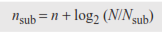 n_sub = n + log_2 (N/N_sub)